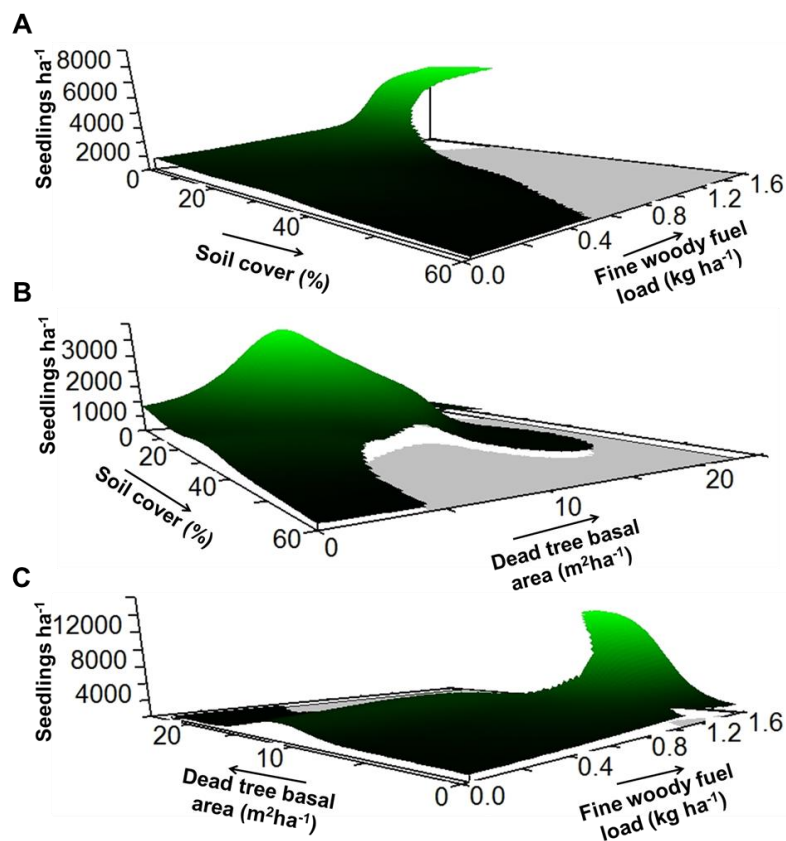 A
Seedlings ha⁻¹
8000
6000
4000
2000
0
20
40
60
Soil cover (%)
0.0
0.4
0.8
1.2
1.6
Fine woody fuel
load (kg ha⁻¹)
B
Seedlings ha⁻¹
3000
2000
1000
0
20
40
60
Soil cover (%)
0
10
20
Dead tree basal
area (m²ha⁻¹)
C
Seedlings ha⁻¹
12000
8000
4000
20
10
0
Dead tree basal
area (m²ha⁻¹)
0.0
0.4
0.8
1.2
1.6
Fine woody fuel
load (kg ha⁻¹)